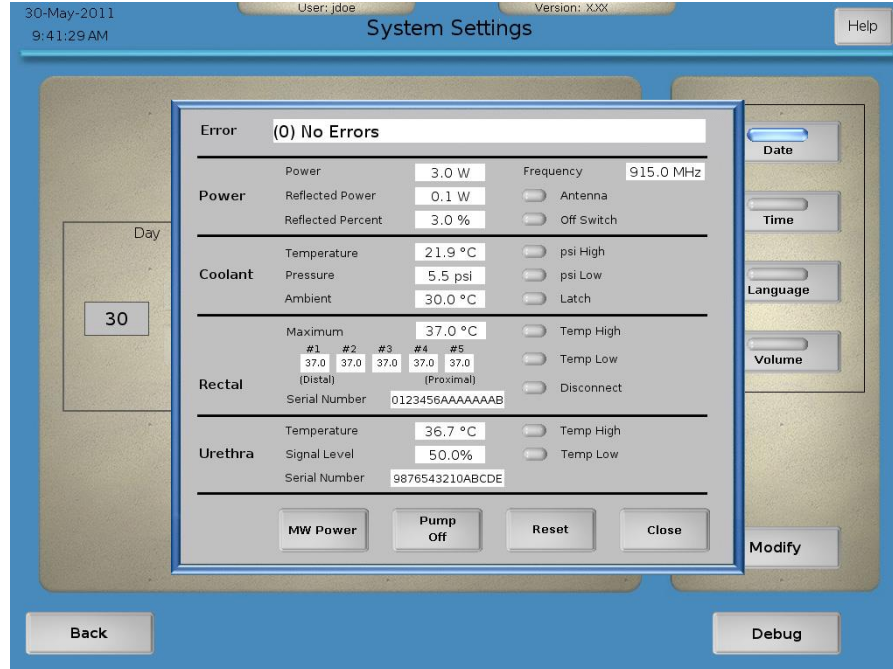 30-May-2011
9:41:29 AM
User: jdoe
Version: X.XX
System Settings
Help
Day
30
Error (0) No Errors
Power
Power 3.0 W
Reflected Power 0.1 W
Reflected Percent 3.0 %
Frequency 915.0 MHz
Antenna
Off Switch
Coolant
Temperature 21.9 °C
Pressure 5.5 psi
Ambient 30.0 °C
psi High
psi Low
Latch
Rectal
Maximum 37.0 °C
#1 #2 #3 #4 #5
37.0 37.0 37.0 37.0 37.0
(Distal) (Proximal)
Serial Number 0123456AAAAAAAB
Temp High
Temp Low
Disconnect
Urethra
Temperature 36.7 °C
Signal Level 50.0%
Serial Number 9876543210ABCDE
Temp High
Temp Low
MW Power
Pump
Off
Reset
Close
Date
Time
Language
Volume
Modify
Back
Debug